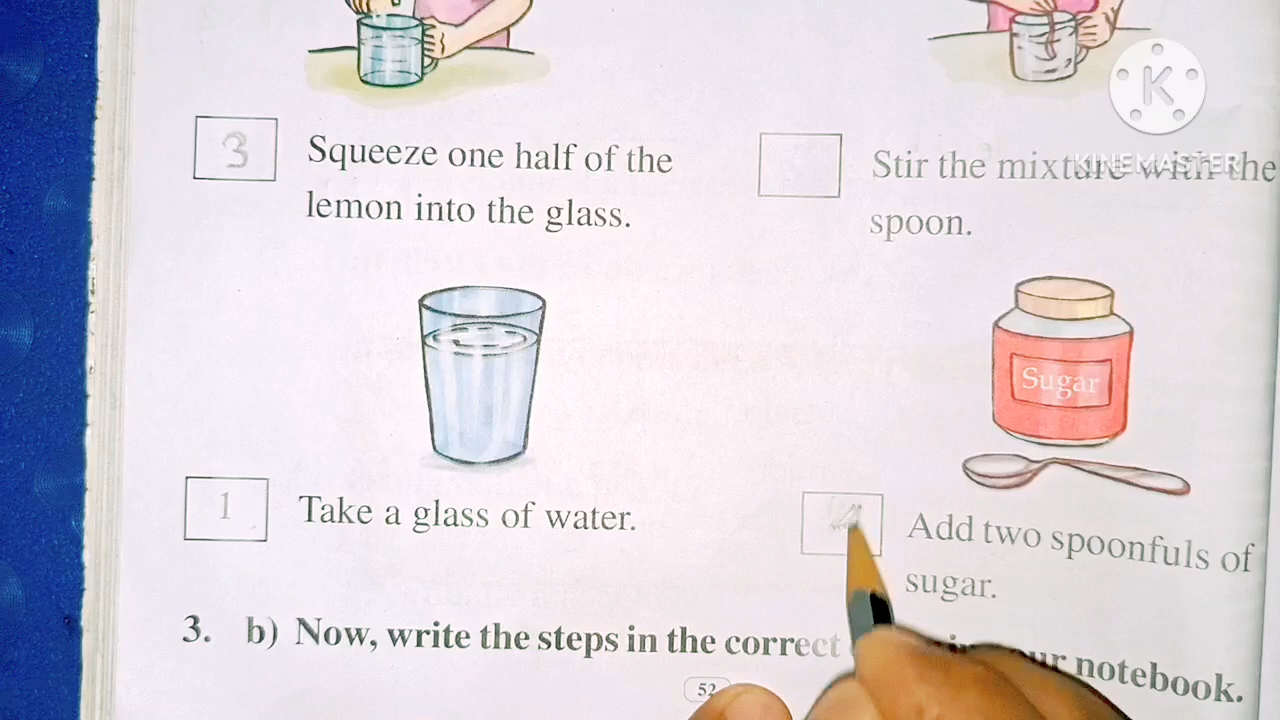 K
KINEMASTER
3 Squeeze one half of the
lemon into the glass.
Stir the mixture with the
spoon.
Sugar
1 Take a glass of water.
4 Add two spoonfuls of
sugar.
3. b) Now, write the steps in the correct our notebook.
52